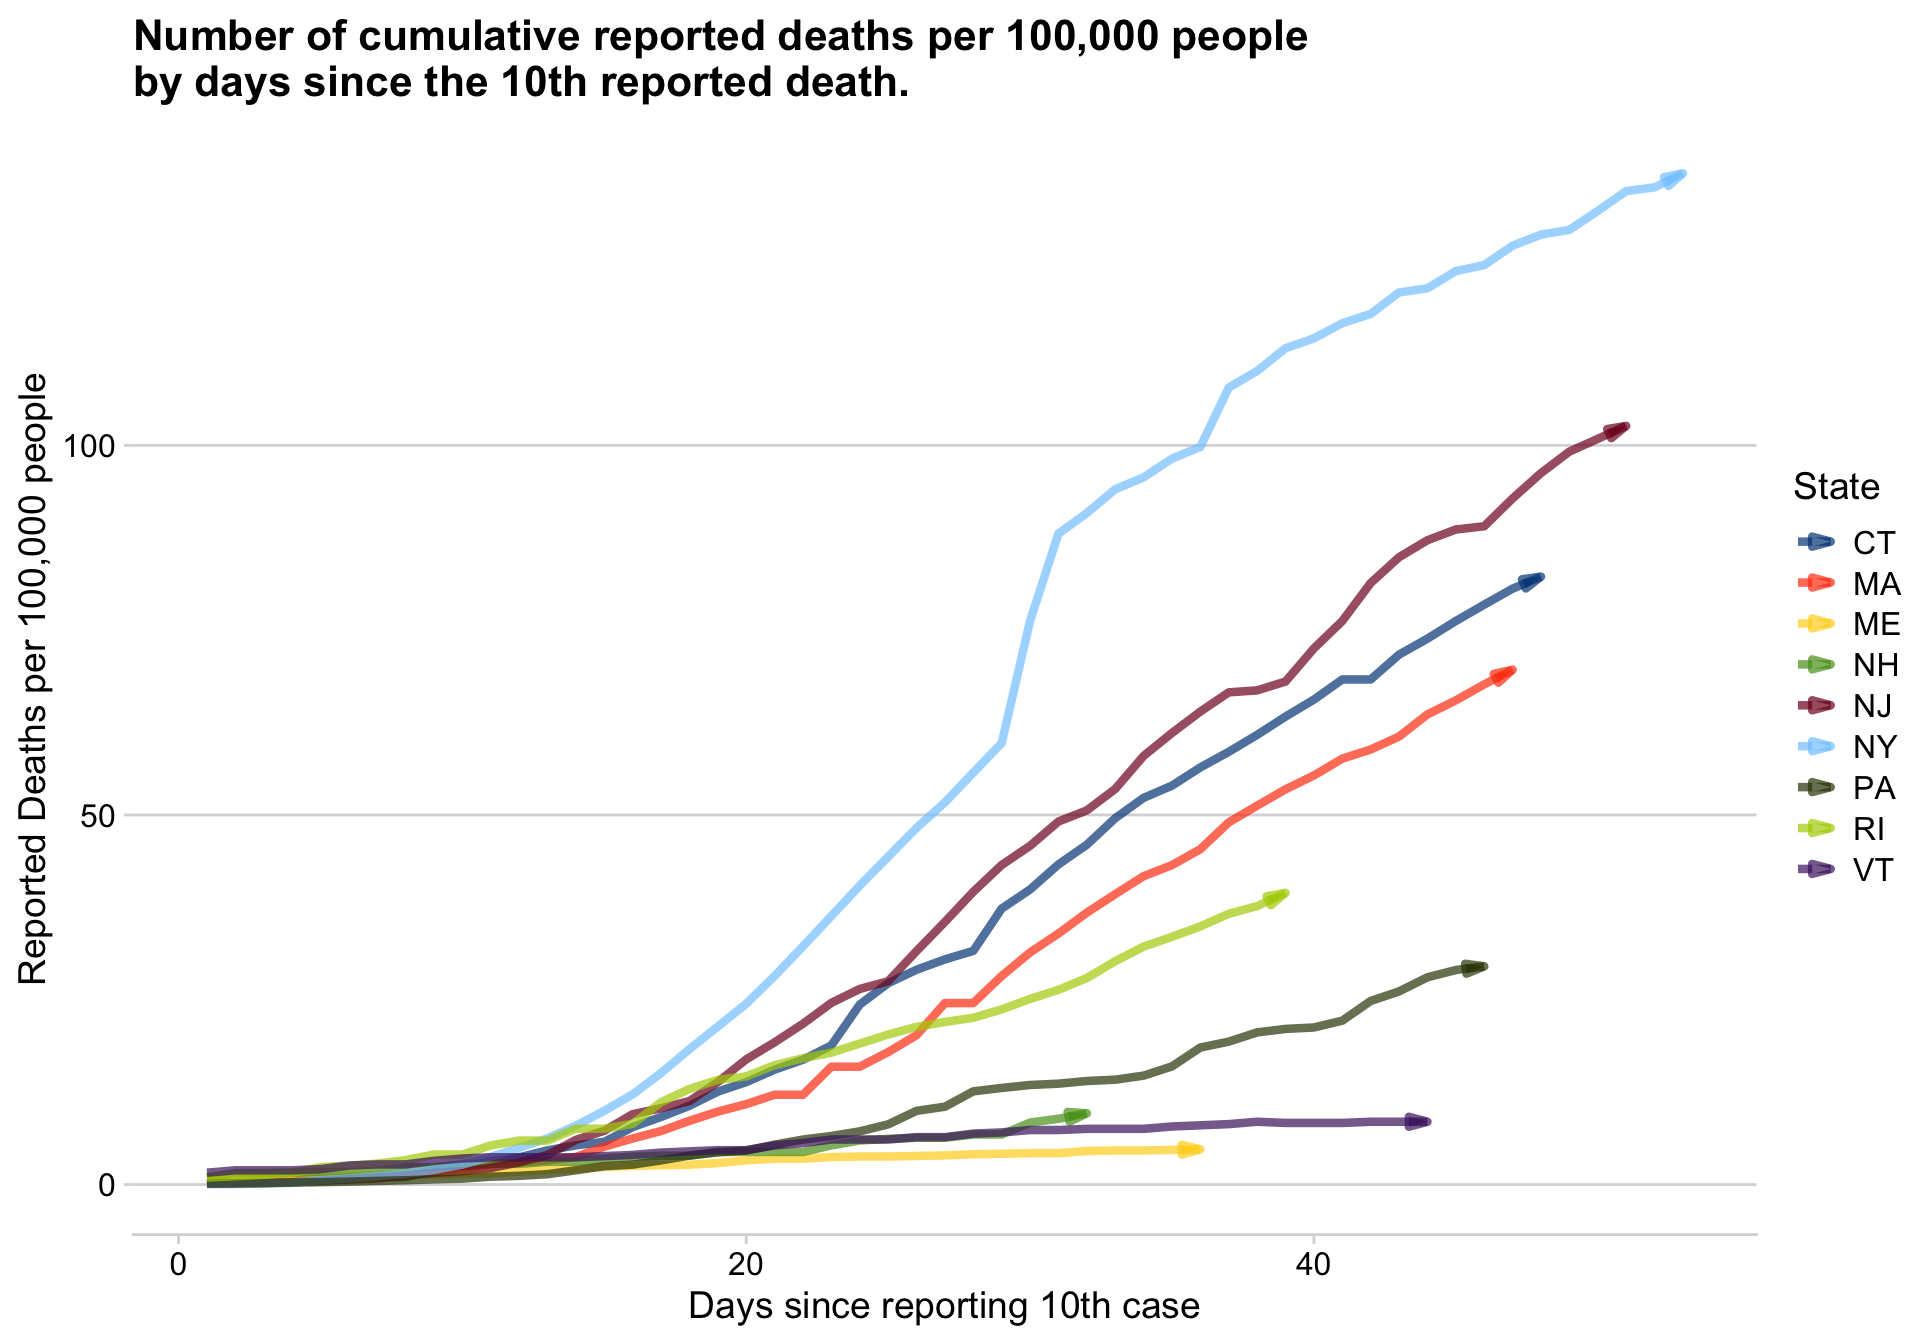 Number of cumulative reported deaths per 100,000 people
by days since the 10th reported death.
Reported Deaths per 100,000 people
100
50
0
0
20
40
Days since reporting 10th case
State
CT
MA
ME
NH
NJ
NY
PA
RI
VT